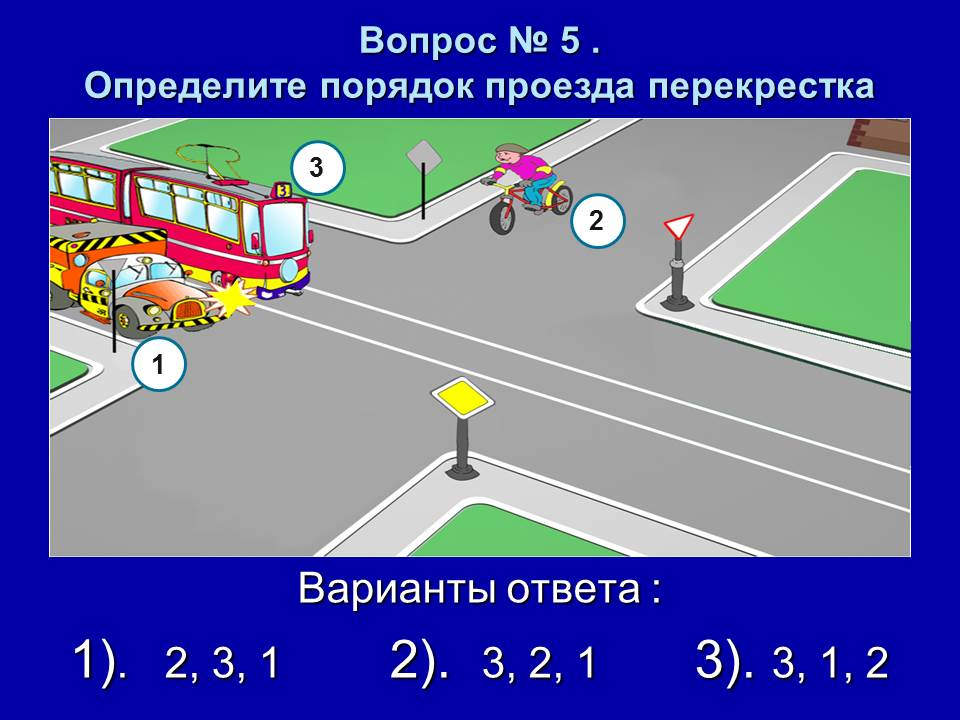 Вопрос № 5 .
Определите порядок проезда перекрестка
3
3
2
1
Варианты ответа :
1). 2, 3, 1 2). 3, 2, 1 3). 3, 1, 2